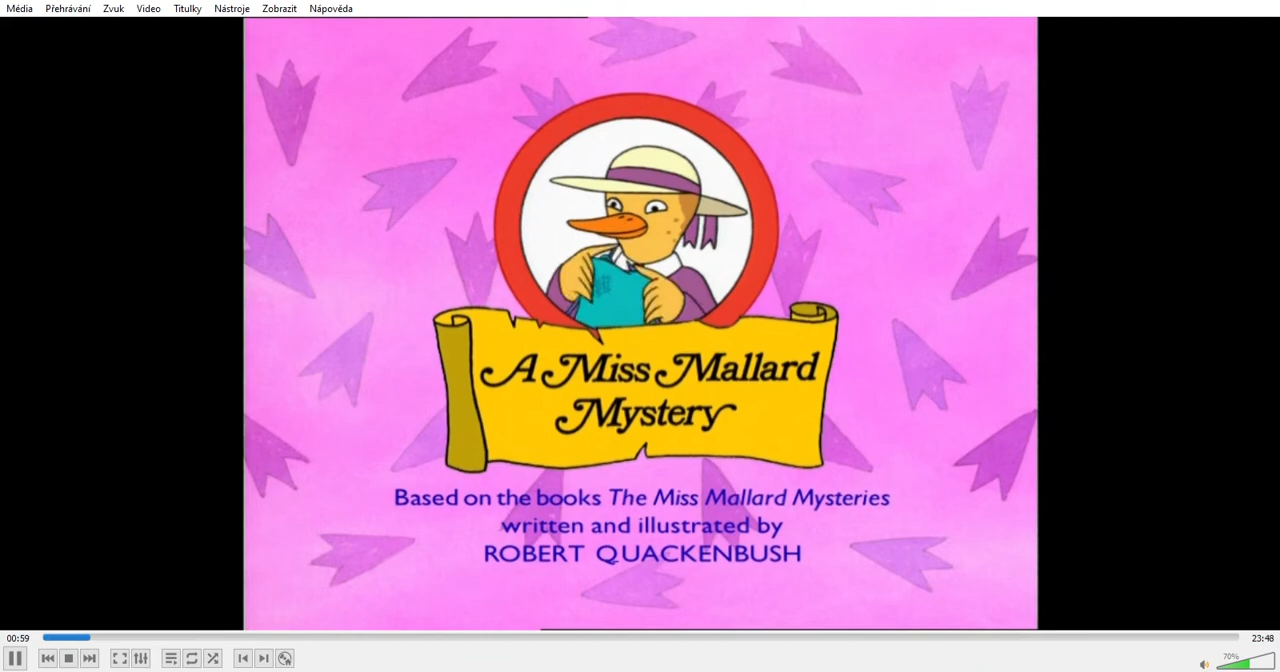 Média Přehrávání Zvuk Video Titulky Nástroje Zobrazit Nápověda
A Miss Mallard
Mystery
Based on the books The Miss Mallard Mysteries
written and illustrated by
ROBERT QUACKENBUSH
00:59 23:48
70%